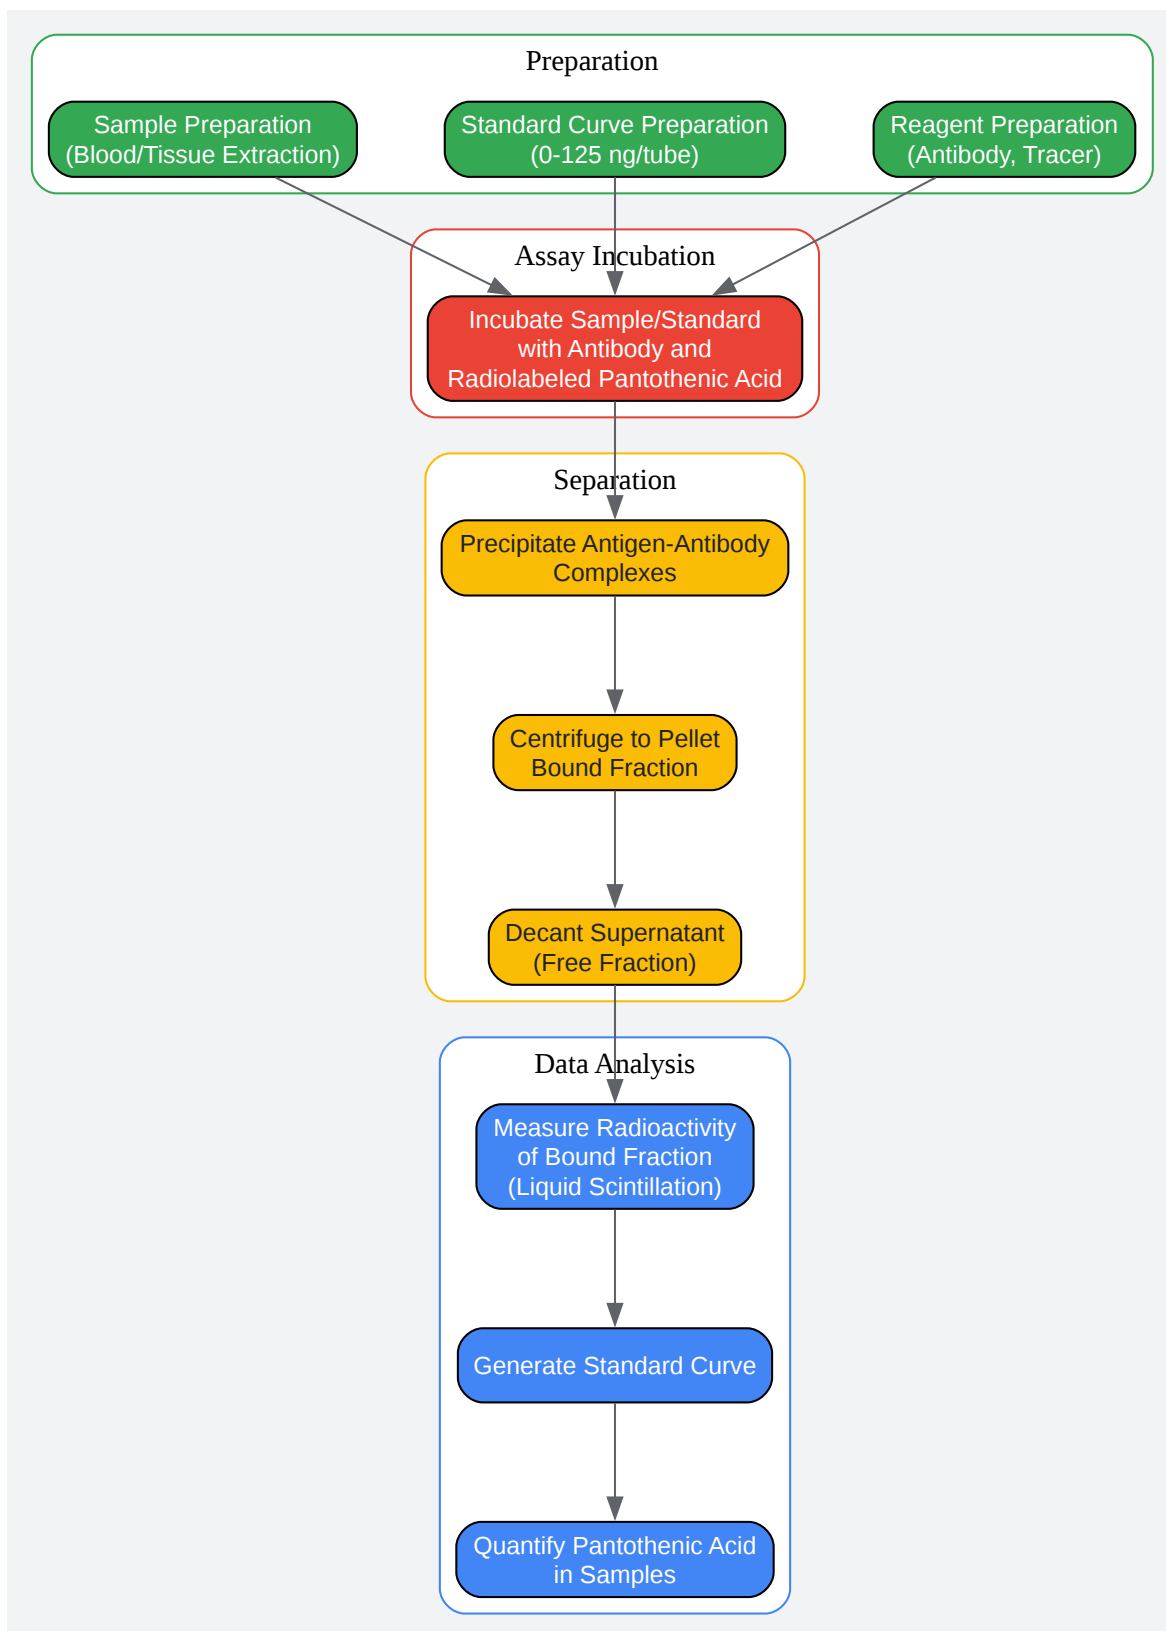 Preparation
Sample Preparation
(Blood/Tissue Extraction)
Standard Curve Preparation
(0-125 ng/tube)
Reagent Preparation
(Antibody, Tracer)
Assay Incubation
Incubate Sample/Standard
with Antibody and
Radiolabeled Pantothenic Acid
Separation
Precipitate Antigen-Antibody
Complexes
Centrifuge to Pellet
Bound Fraction
Decant Supernatant
(Free Fraction)
Data Analysis
Measure Radioactivity
of Bound Fraction
(Liquid Scintillation)
Generate Standard Curve
Quantify Pantothenic Acid
in Samples